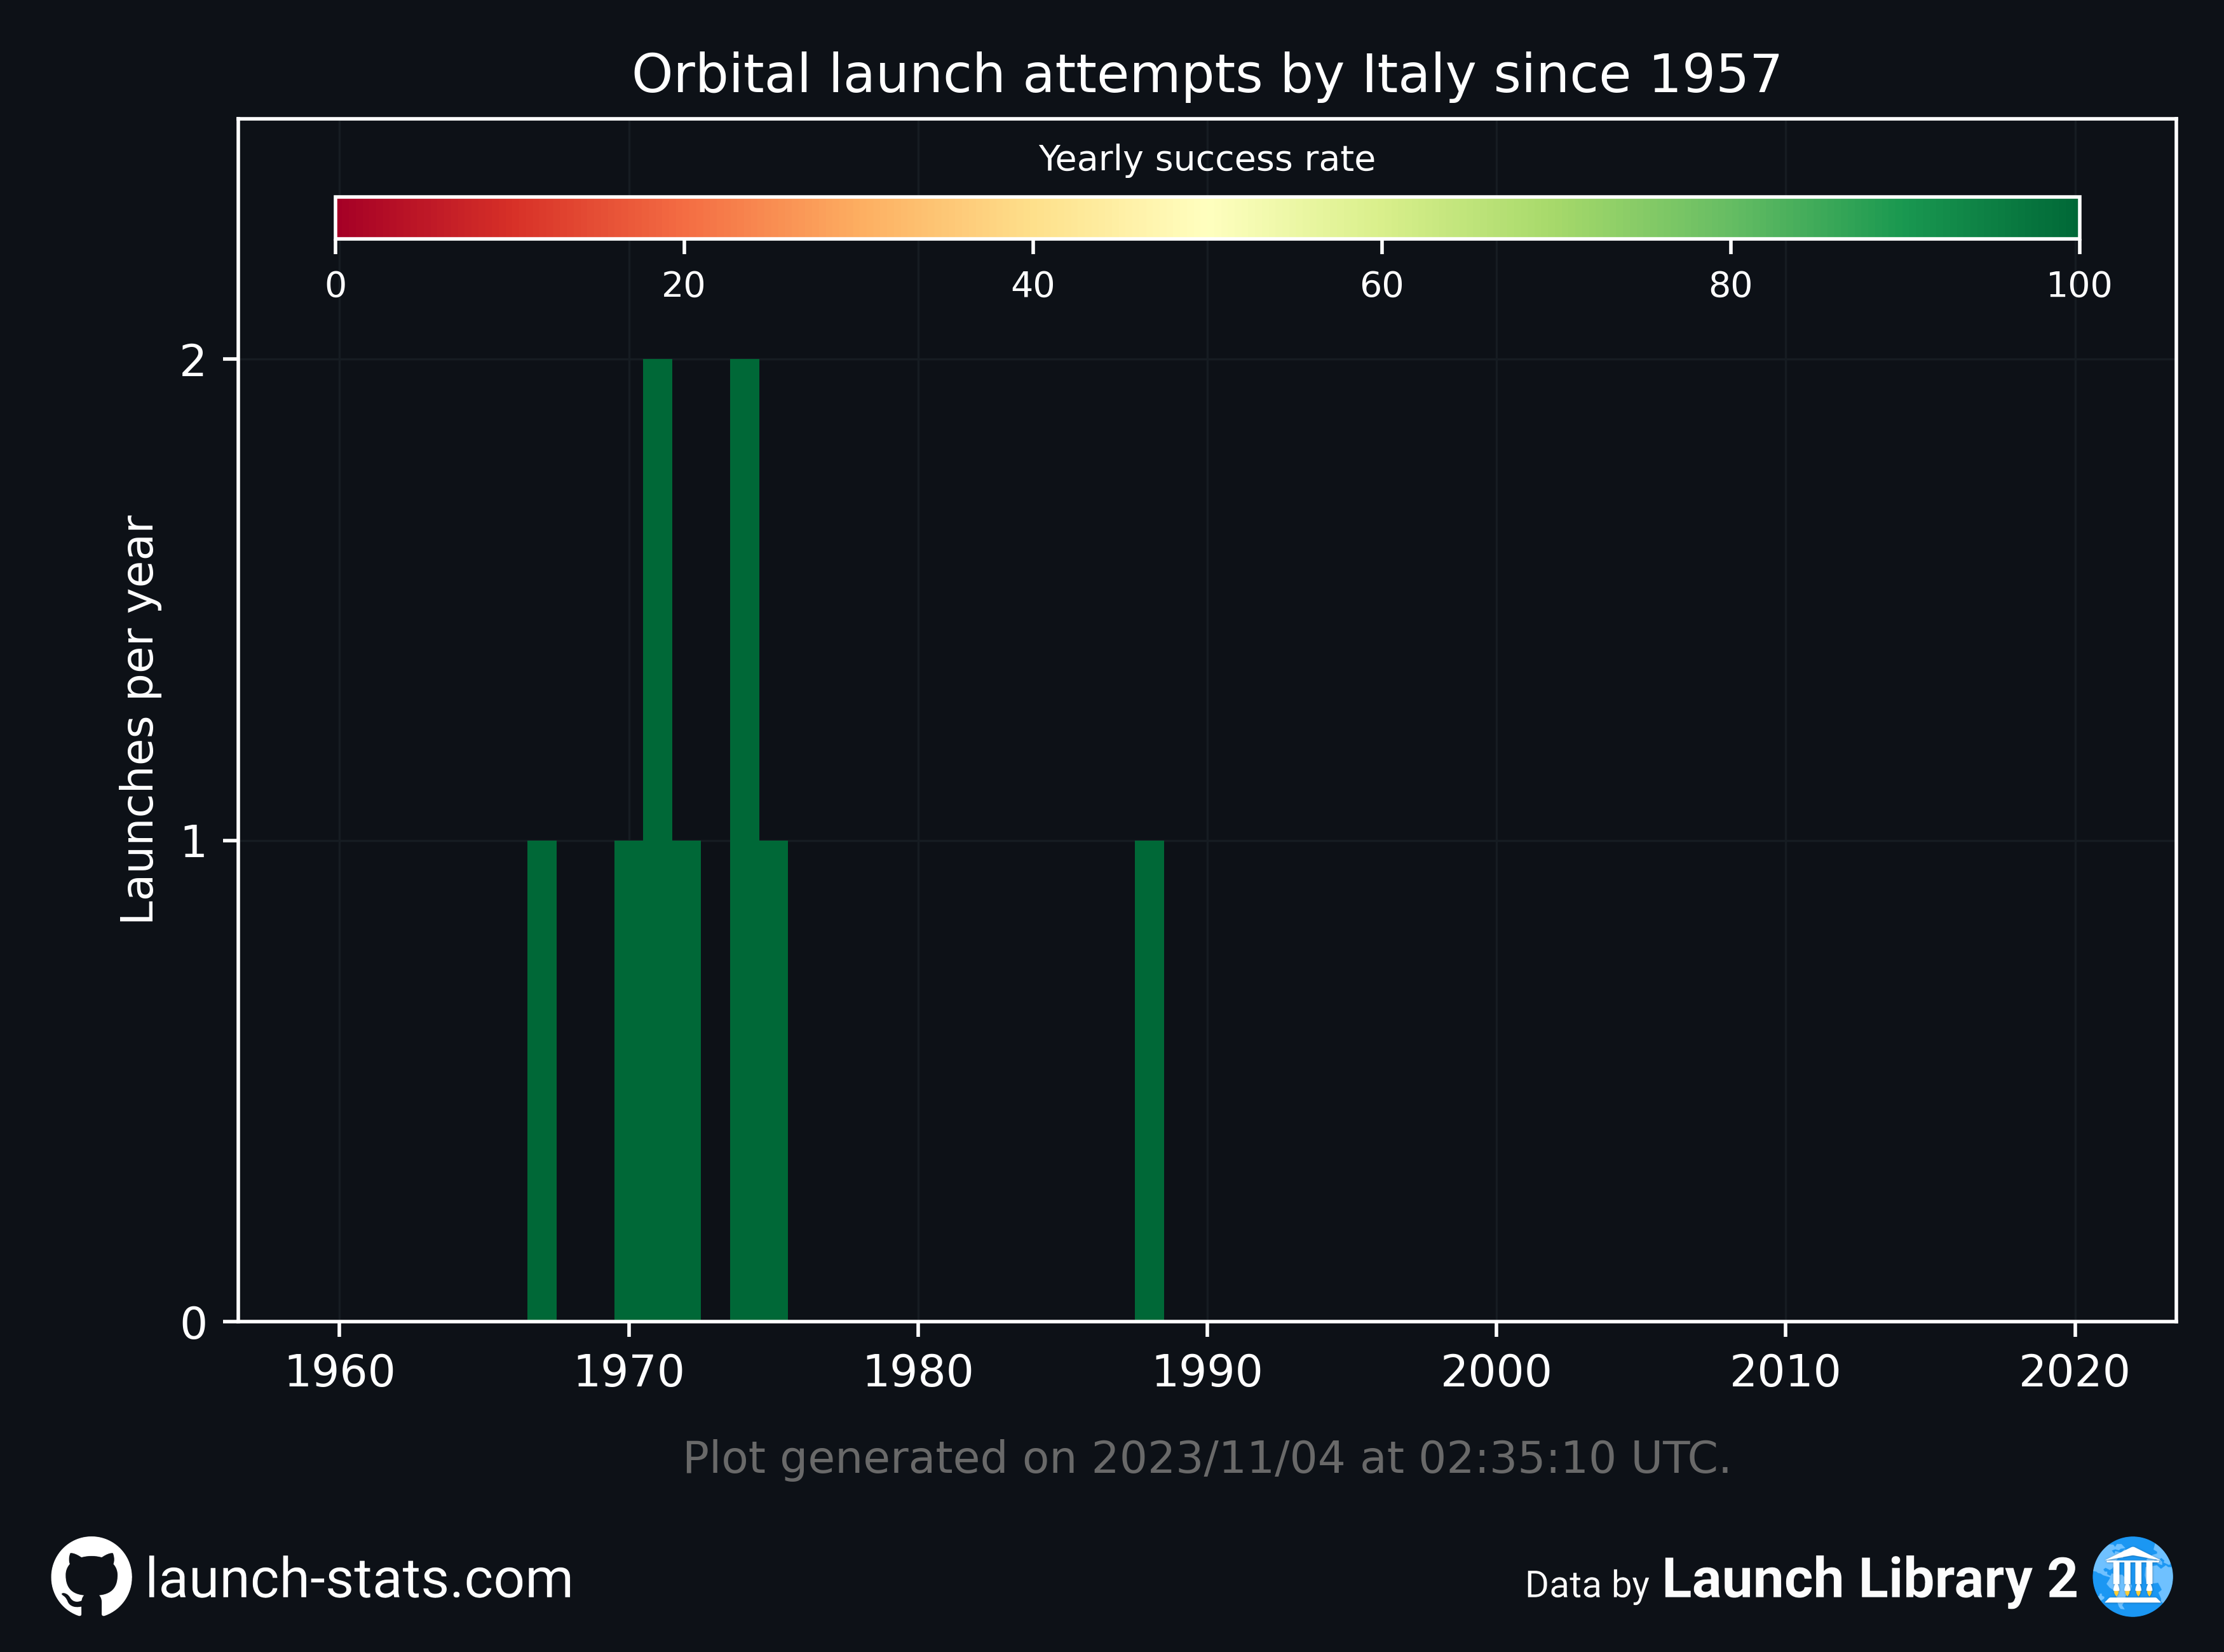 Orbital launch attempts by Italy since 1957
Yearly success rate
0 20 40 60 80 100
2
1
0
Launches per year
1960 1970 1980 1990 2000 2010 2020
Plot generated on 2023/11/04 at 02:35:10 UTC.
launch-stats.com
Data by Launch Library 2